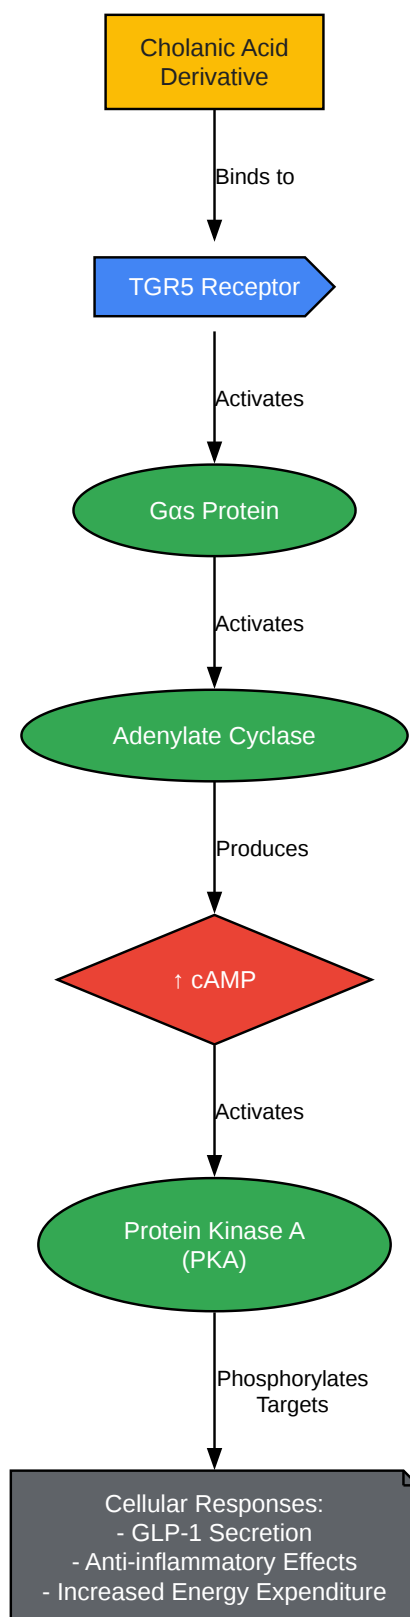 Cholanic Acid
Derivative
Binds to
TGR5 Receptor
Activates
Gαs Protein
Activates
Adenylate Cyclase
Produces
↑ cAMP
Activates
Protein Kinase A
(PKA)
Phosphorylates
Targets
Cellular Responses:
- GLP-1 Secretion
- Anti-inflammatory Effects
- Increased Energy Expenditure